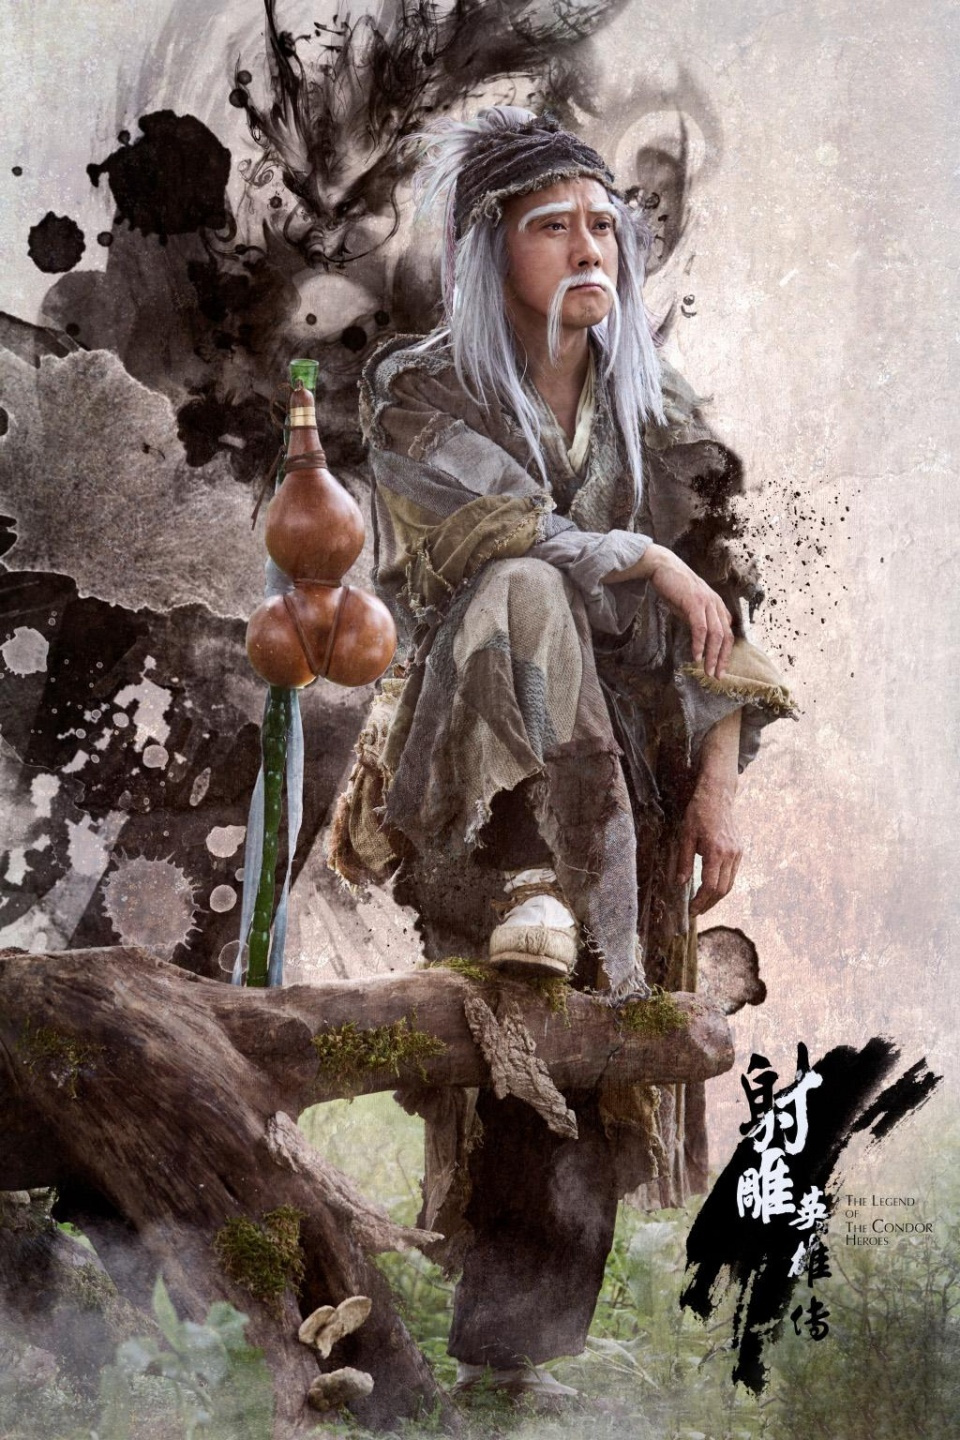 射雕英雄传
The Legend
of
The Condor
Heroes